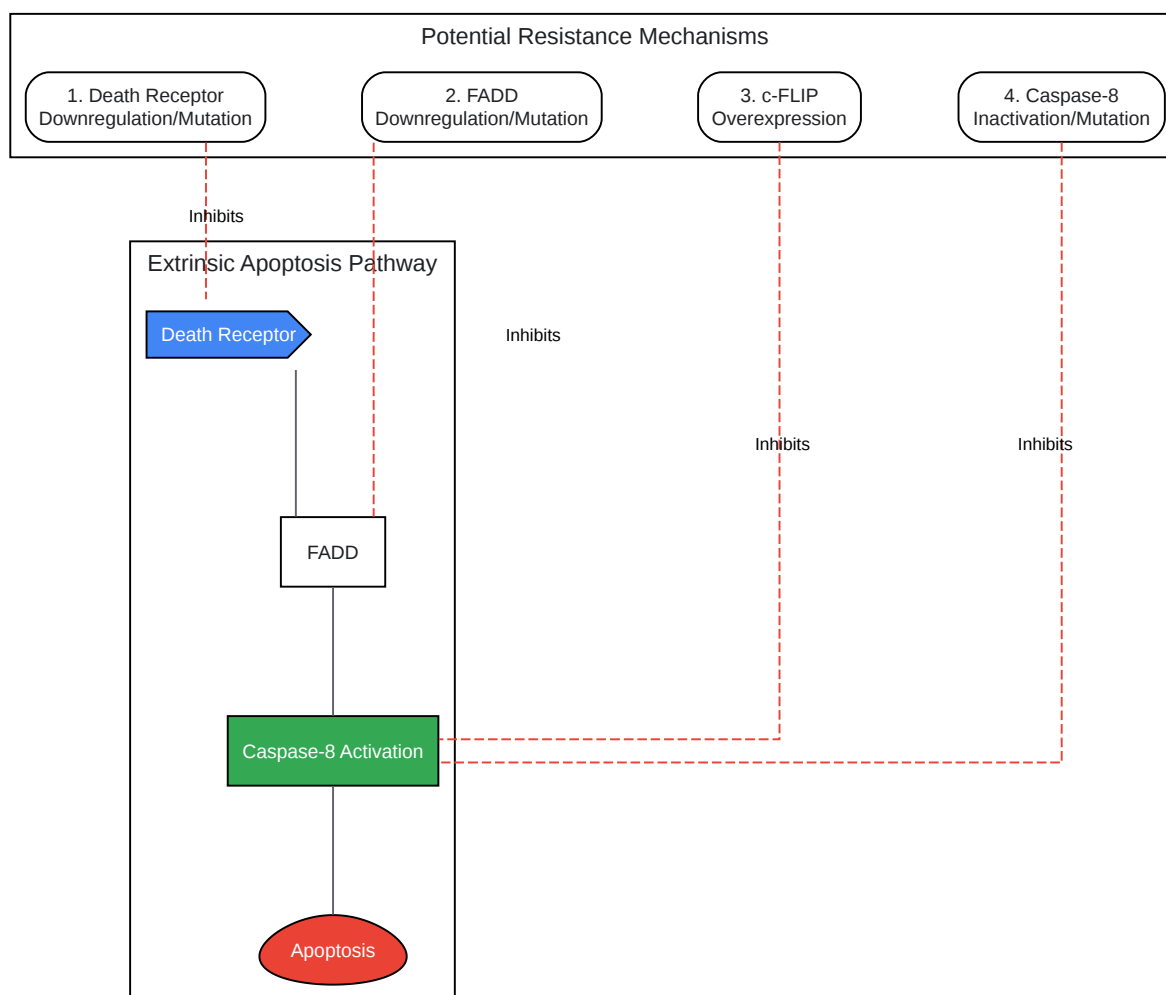 Potential Resistance Mechanisms
1. Death Receptor
Downregulation/Mutation
2. FADD
Downregulation/Mutation
3. c-FLIP
Overexpression
4. Caspase-8
Inactivation/Mutation
Inhibits
Extrinsic Apoptosis Pathway
Death Receptor
Inhibits
Inhibits
Inhibits
FADD
Caspase-8 Activation
Apoptosis